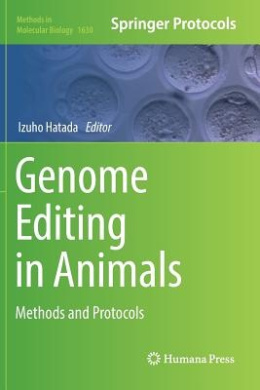 Methods in
Molecular Biology 1630
Springer Protocols
Izuho Hatada Editor
Genome
Editing
in Animals
Methods and Protocols
Humana Press